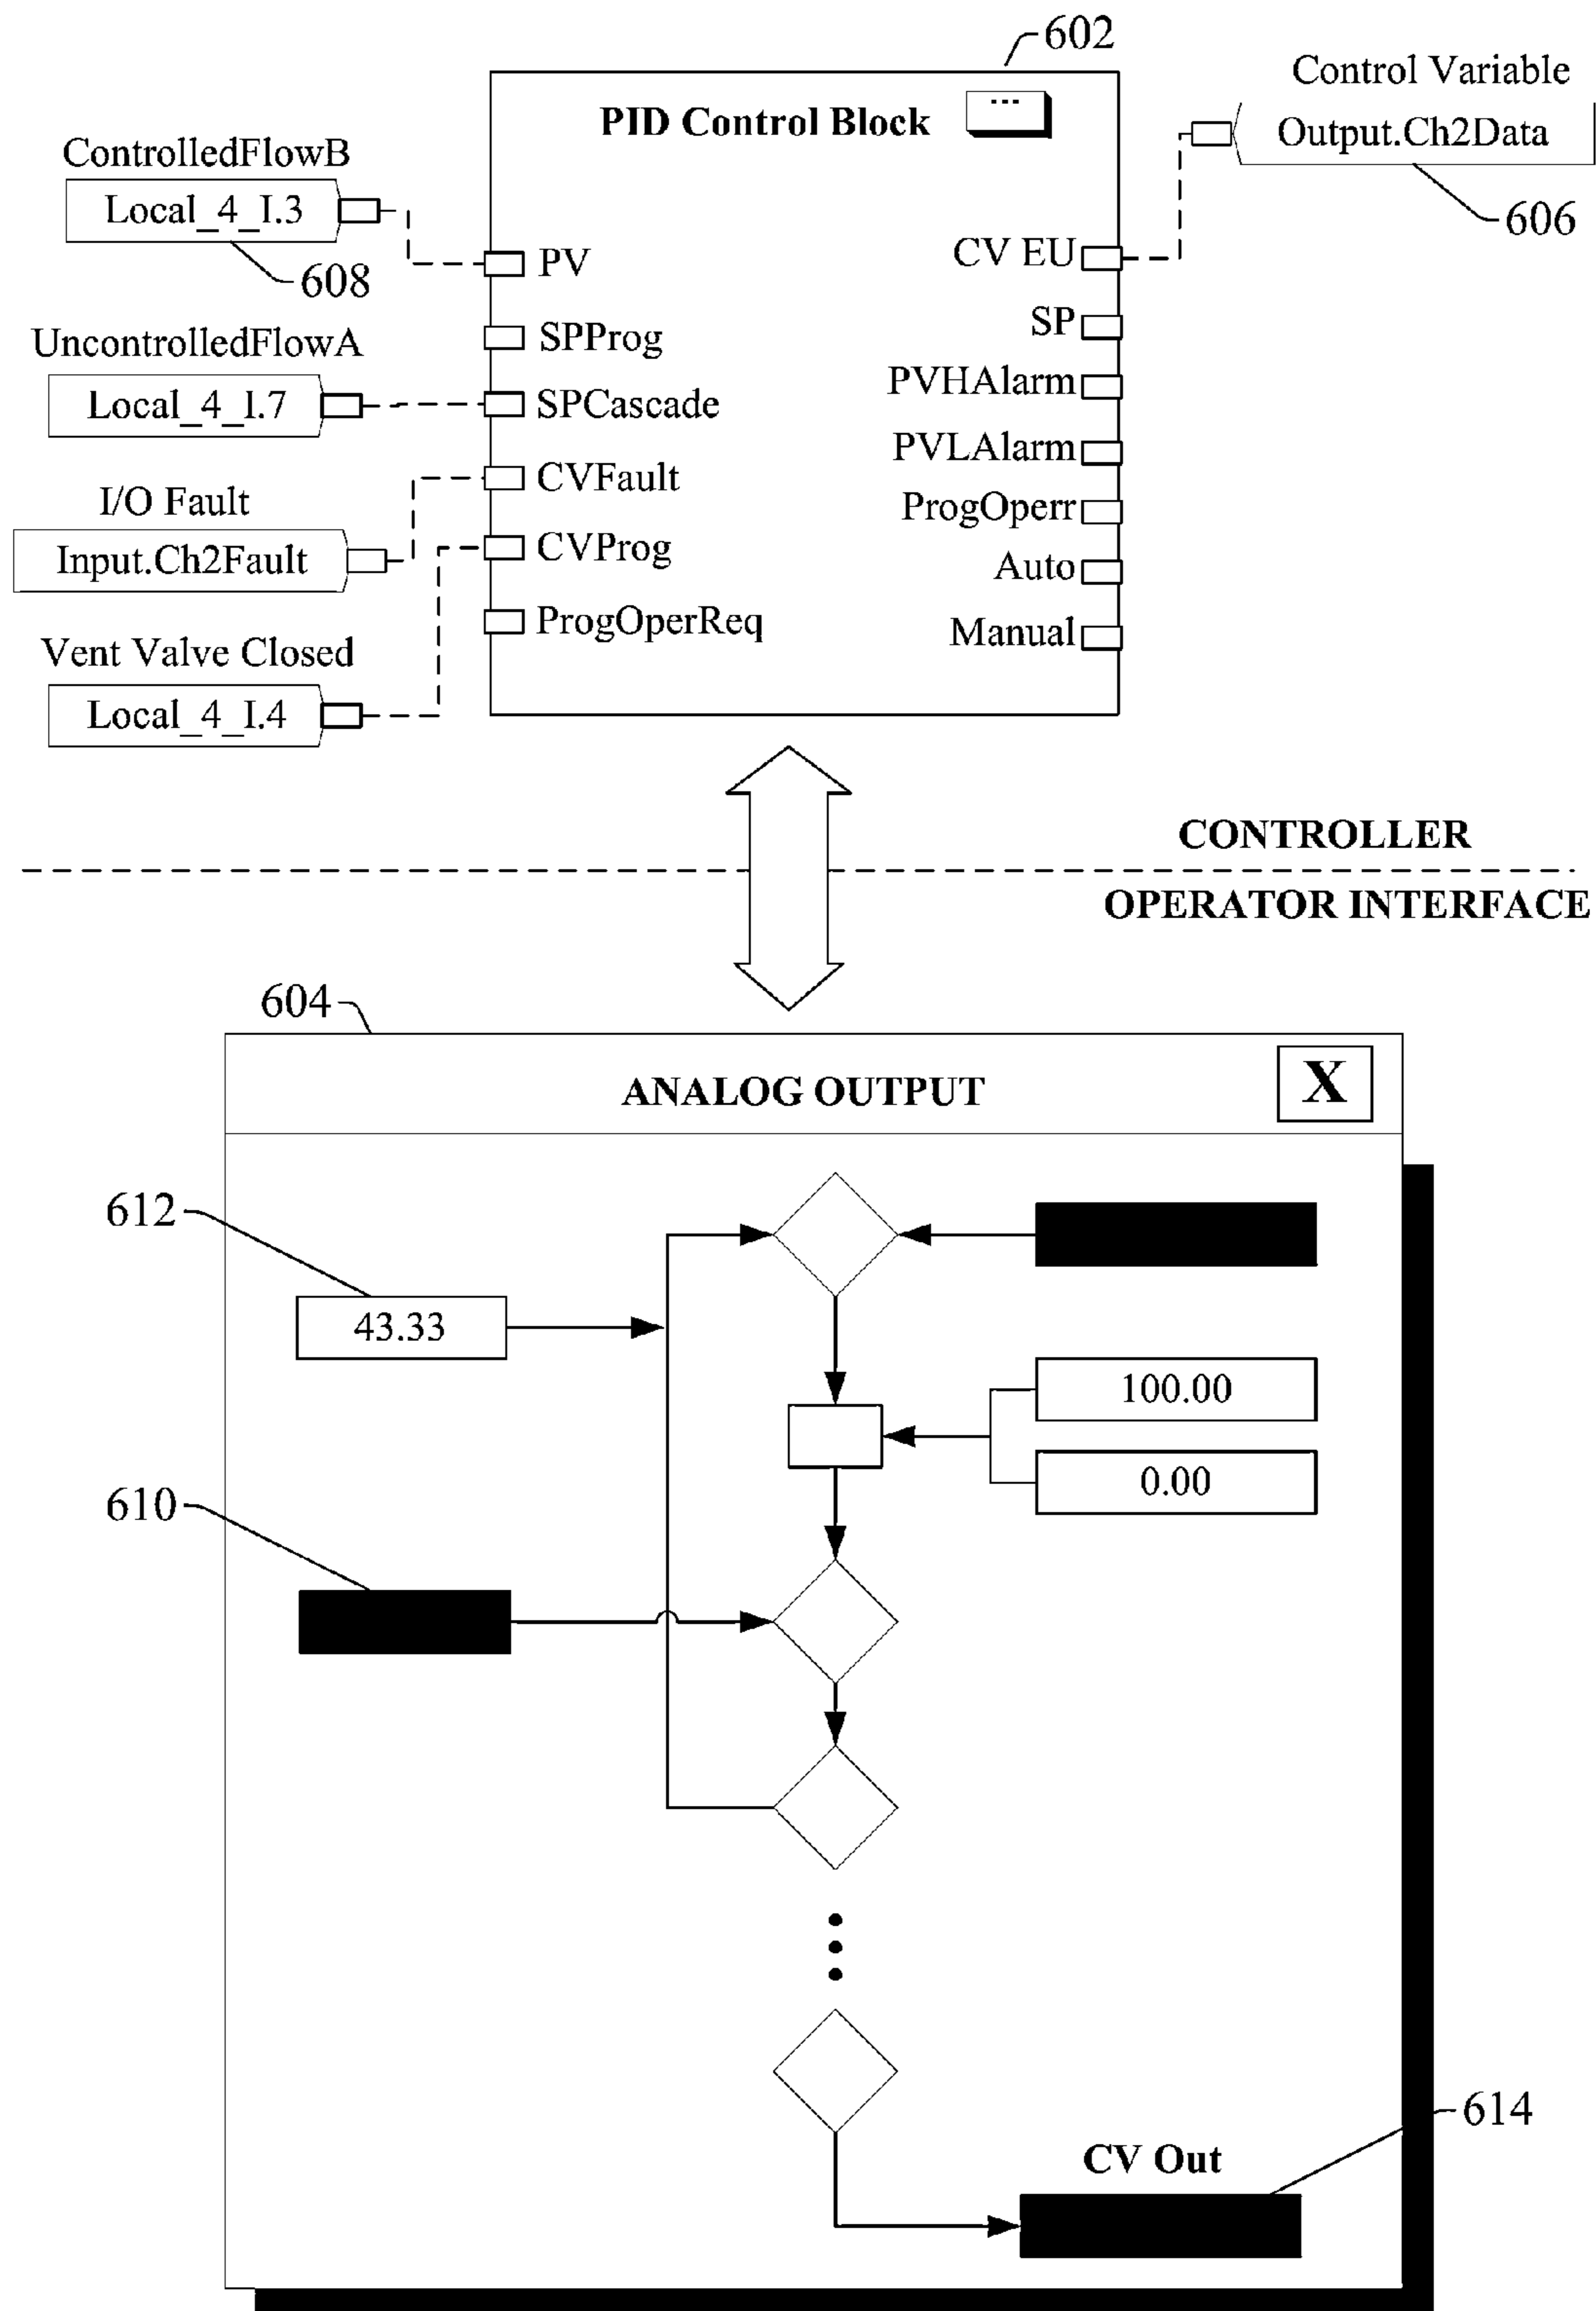 602
PID Control Block
...
Control Variable
Output.Ch2Data
606
ControlledFlowB
Local_4_I.3
608
UncontrolledFlowA
Local_4_I.7
I/O Fault
Input.Ch2Fault
Vent Valve Closed
Local_4_I.4
PV
SPProg
SPCascade
CVFault
CVProg
ProgOperReq
CV EU
SP
PVHAlarm
PVLAlarm
ProgOperr
Auto
Manual
CONTROLLER
OPERATOR INTERFACE
604
ANALOG OUTPUT
X
612
43.33
100.00
0.00
610
614
CV Out